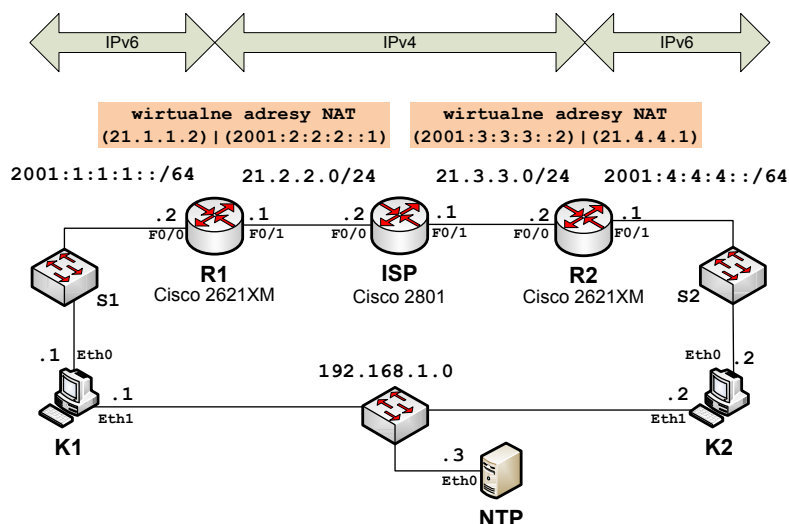 IPv6 IPv4 IPv6
wirtualne adresy NAT
(21.1.1.2)|(2001:2:2:2::1)
wirtualne adresy NAT
(2001:3:3:3::2)|(21.4.4.1)
2001:1:1:1::/64 21.2.2.0/24 21.3.3.0/24 2001:4:4:4::/64
.2 .1 .2 .1 .2 .1
F0/0 F0/1 F0/0 F0/1 F0/0 F0/1
R1 ISP R2
Cisco 2621XM Cisco 2801 Cisco 2621XM
S1 S2
.1 Eth0 192.168.1.0 Eth0 .2
.1 .2
Eth1 Eth1
K1 K2
.3
Eth0
NTP